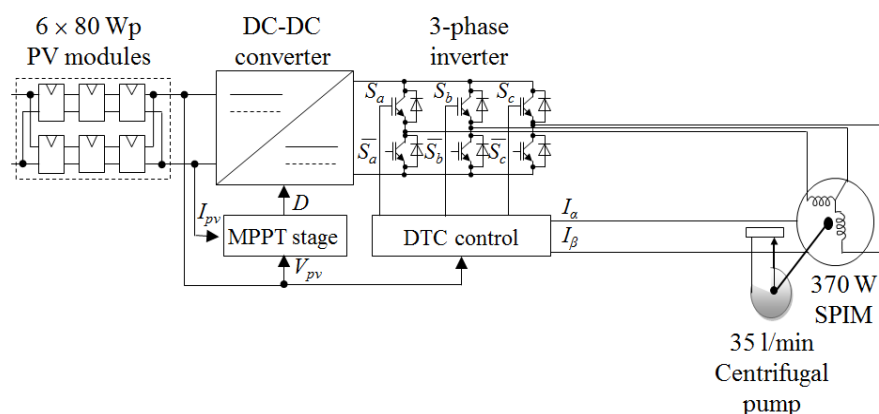 6 × 80 Wp
PV modules
DC-DC
converter
3-phase
inverter
S_a
S_b
S_c
S̅_a
S̅_b
S̅_c
I_pv
D
MPPT stage
V_pv
DTC control
I_α
I_β
370 W
SPIM
35 l/min
Centrifugal
pump